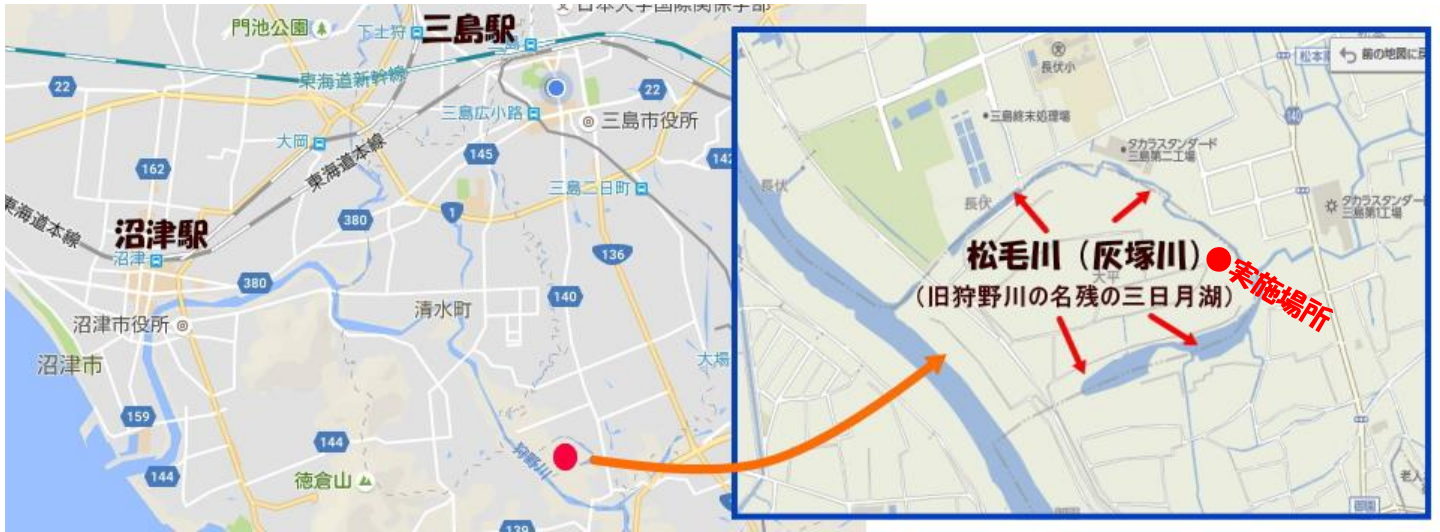 門池公園
下土狩
三島駅
三島
東海道新幹線
22
三島広小路
22
三島市役所
大岡
東海道本線
145
162
三島二日町
380
1
東海道本線
沼津駅
沼津
136
380
140
清水町
沼津市役所
沼津市
大場
159
144
狩野川
144
徳倉山
139
前の地図に戻
長伏小
三島終末処理場
140
タカラスタンダード
三島第二工場
長伏
長伏
タカラスタンダー
三島第1工場
松毛川（灰塚川）
大平
（旧狩野川の名残の三日月湖）
実施場所
老人
御園